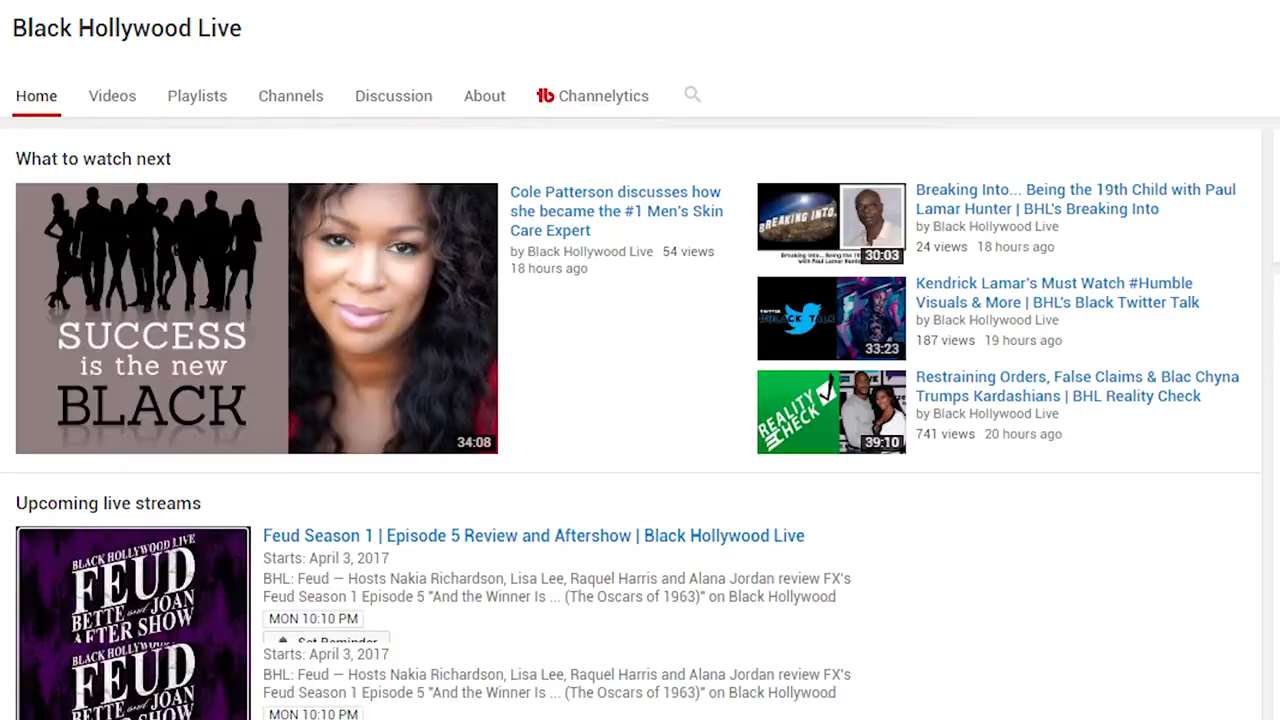 Black Hollywood Live
Home Videos Playlists Channels Discussion About Channelytics
What to watch next
SUCCESS
is the new
BLACK
34:08
Cole Patterson discusses how
she became the #1 Men's Skin
Care Expert
by Black Hollywood Live 54 views
18 hours ago
BREAKING INTO...
30:03
Breaking Into... Being the 19th Child with Paul
Lamar Hunter | BHL's Breaking Into
by Black Hollywood Live
24 views 18 hours ago
33:23
Kendrick Lamar's Must Watch #Humble
Visuals & More | BHL's Black Twitter Talk
by Black Hollywood Live
187 views 19 hours ago
REALITY
CHECK
39:10
Restraining Orders, False Claims & Blac Chyna
Trumps Kardashians | BHL Reality Check
by Black Hollywood Live
741 views 20 hours ago
Upcoming live streams
BLACK HOLLYWOOD LIVE
FEUD
BETTE and JOAN
AFTER SHOW
Feud Season 1 | Episode 5 Review and Aftershow | Black Hollywood Live
Starts: April 3, 2017
BHL: Feud — Hosts Nakia Richardson, Lisa Lee, Raquel Harris and Alana Jordan review FX's
Feud Season 1 Episode 5 "And the Winner Is ... (The Oscars of 1963)" on Black Hollywood
MON 10:10 PM
Set Reminder
BLACK HOLLYWOOD LIVE
FEUD
BETTE and JOAN
Starts: April 3, 2017
BHL: Feud — Hosts Nakia Richardson, Lisa Lee, Raquel Harris and Alana Jordan review FX's
Feud Season 1 Episode 5 "And the Winner Is ... (The Oscars of 1963)" on Black Hollywood
MON 10:10 PM